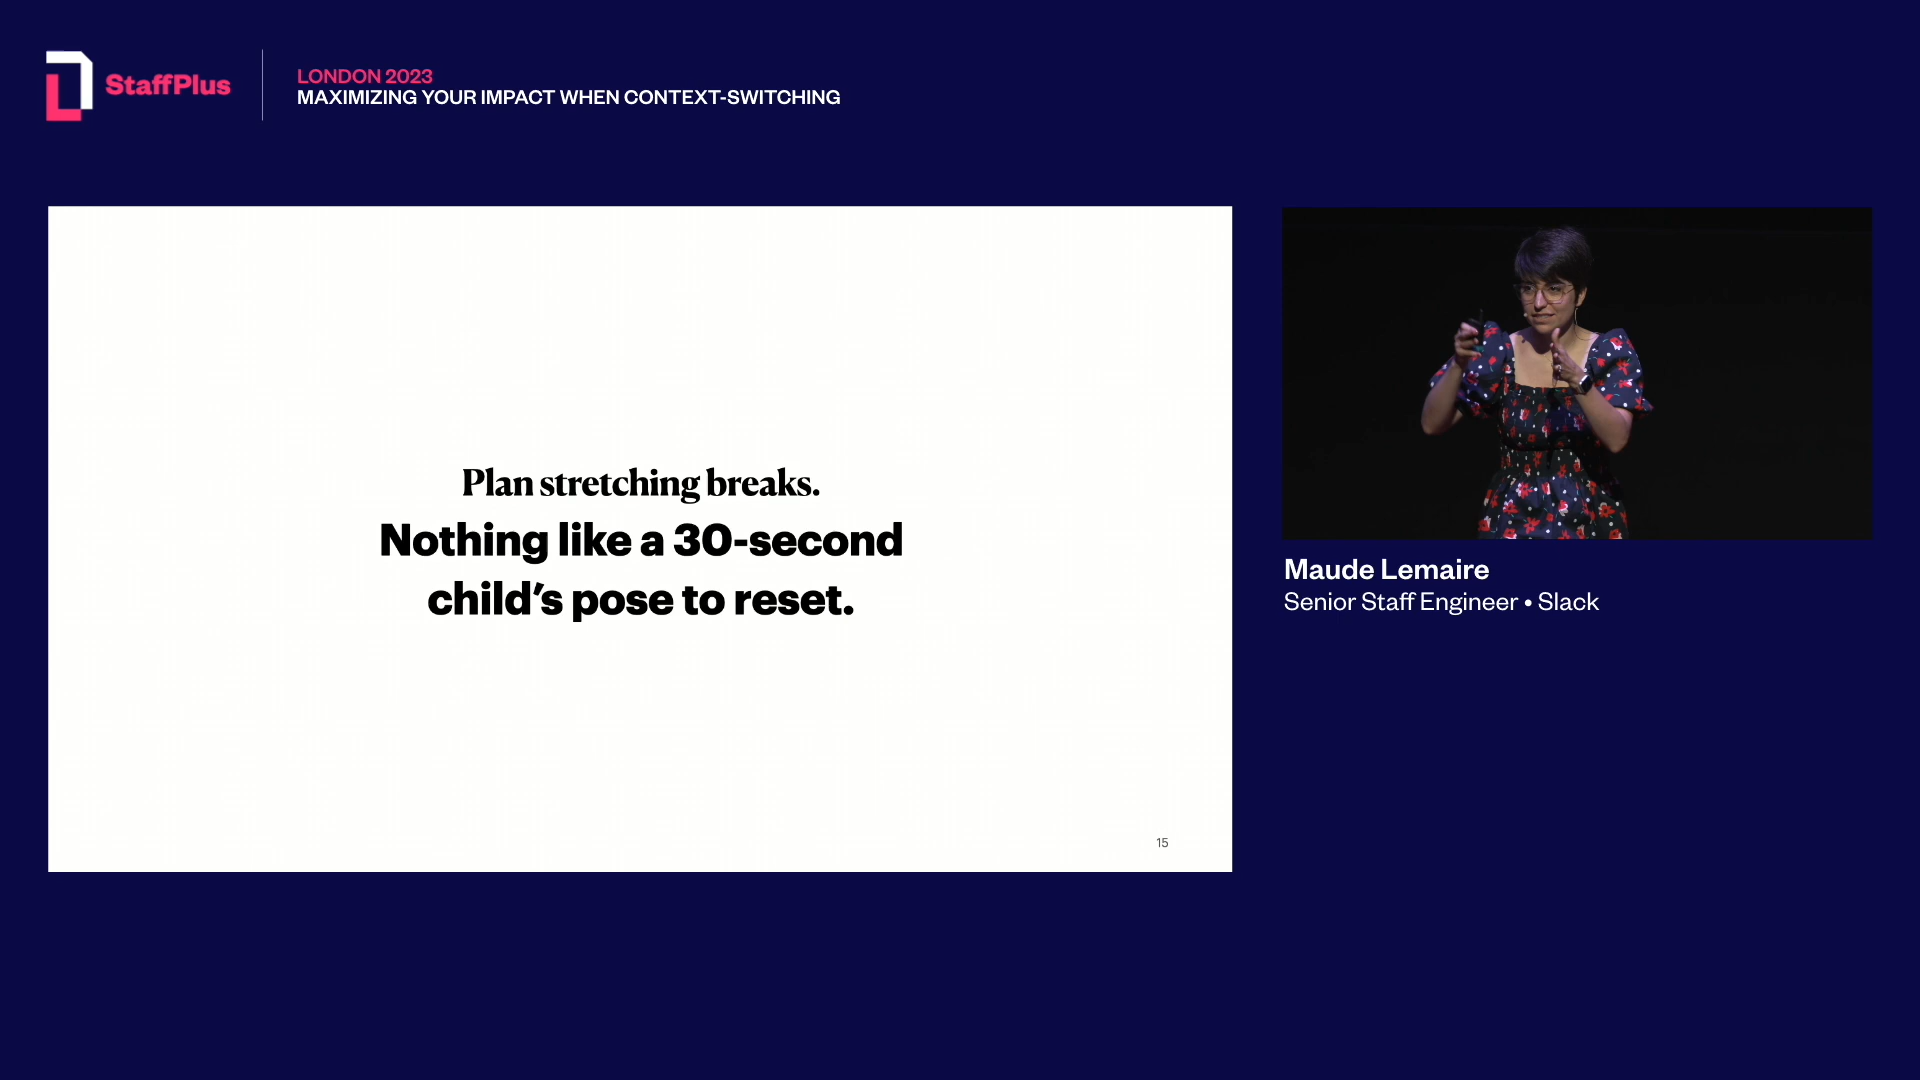 StaffPlus
LONDON 2023
MAXIMIZING YOUR IMPACT WHEN CONTEXT-SWITCHING
Plan stretching breaks.
Nothing like a 30-second
child’s pose to reset.
15
Maude Lemaire
Senior Staff Engineer • Slack